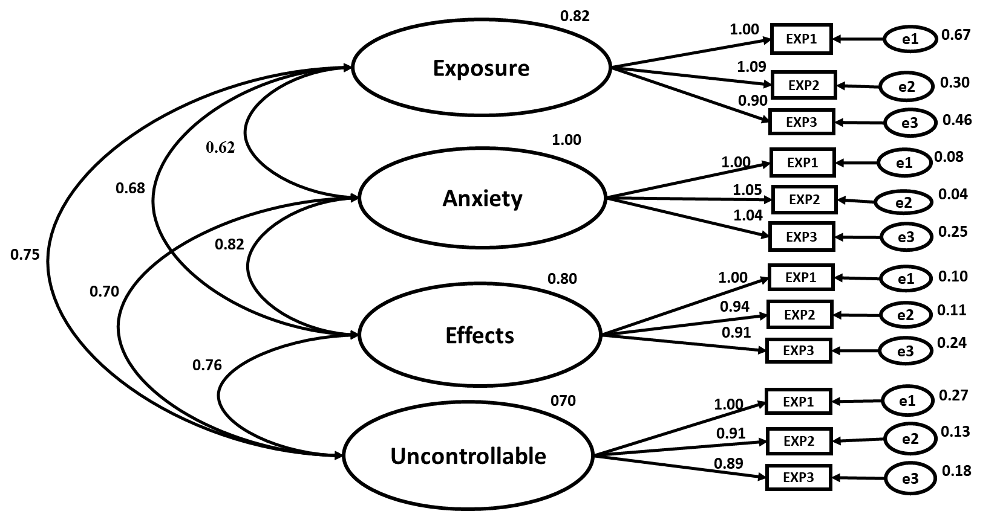 0.82
Exposure
1.00 EXP1 e1 0.67
1.09 EXP2 e2 0.30
0.90 EXP3 e3 0.46
0.62
0.68
0.75
1.00
Anxiety
1.00 EXP1 e1 0.08
1.05 EXP2 e2 0.04
1.04 EXP3 e3 0.25
0.82
0.70
0.80
Effects
1.00 EXP1 e1 0.10
0.94 EXP2 e2 0.11
0.91 EXP3 e3 0.24
0.76
070
Uncontrollable
1.00 EXP1 e1 0.27
0.91 EXP2 e2 0.13
0.89 EXP3 e3 0.18